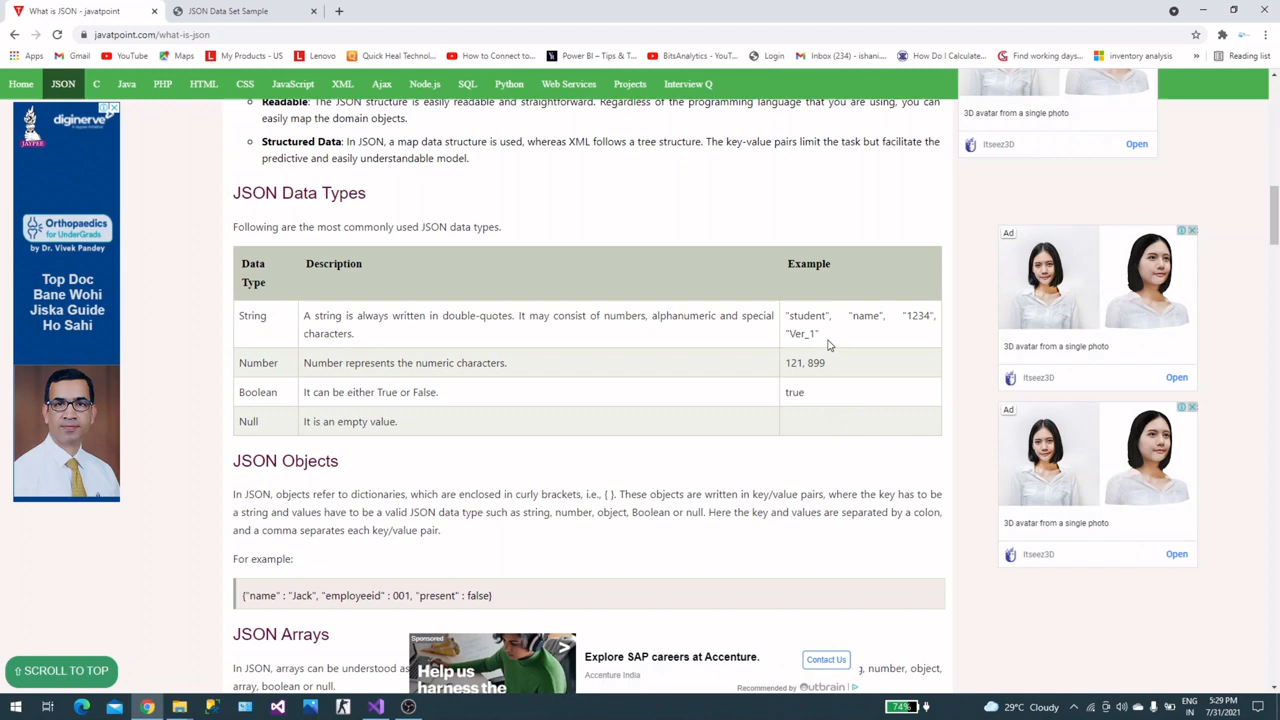 What is JSON - javatpoint
JSON Data Set Sample
javatpoint.com/what-is-json
Apps Gmail YouTube Maps My Products - US Lenovo Quick Heal Technol... How to Connect to... Power BI – Tips & T... BitsAnalytics - YouT... Login Inbox (234) - ishani.... How Do I Calculate... Find working days... inventory analysis » Reading list
Home JSON C Java PHP HTML CSS JavaScript XML Ajax Node.js SQL Python Web Services Projects Interview Q
Readable: The JSON structure is easily readable and straightforward. Regardless of the programming language that you are using, you can
easily map the domain objects.
Structured Data: In JSON, a map data structure is used, whereas XML follows a tree structure. The key-value pairs limit the task but facilitate the
predictive and easily understandable model.
JSON Data Types
Following are the most commonly used JSON data types.
Data Type Description Example
String A string is always written in double-quotes. It may consist of numbers, alphanumeric and special characters. "student", "name", "1234", "Ver_1"
Number Number represents the numeric characters. 121, 899
Boolean It can be either True or False. true
Null It is an empty value.
JSON Objects
In JSON, objects refer to dictionaries, which are enclosed in curly brackets, i.e., { }. These objects are written in key/value pairs, where the key has to be
a string and values have to be a valid JSON data type such as string, number, object, Boolean or null. Here the key and values are separated by a colon,
and a comma separates each key/value pair.
For example:
{"name" : "Jack", "employeeid" : 001, "present" : false}
JSON Arrays
In JSON, arrays can be understood as
g, number, object,
array, boolean or null.
Sponsored
Help us
harness the
Explore SAP careers at Accenture.
Accenture India
Contact Us
Recommended by Outbrain
⇧ SCROLL TO TOP
JAYPEE
diginerve
Orthopaedics
for UnderGrads
by Dr. Vivek Pandey
Top Doc
Bane Wohi
Jiska Guide
Ho Sahi
3D avatar from a single photo
Itseez3D Open
Ad
3D avatar from a single photo
Itseez3D Open
Ad
3D avatar from a single photo
Itseez3D Open
74%
29°C Cloudy
ENG
IN
5:29 PM
7/31/2021